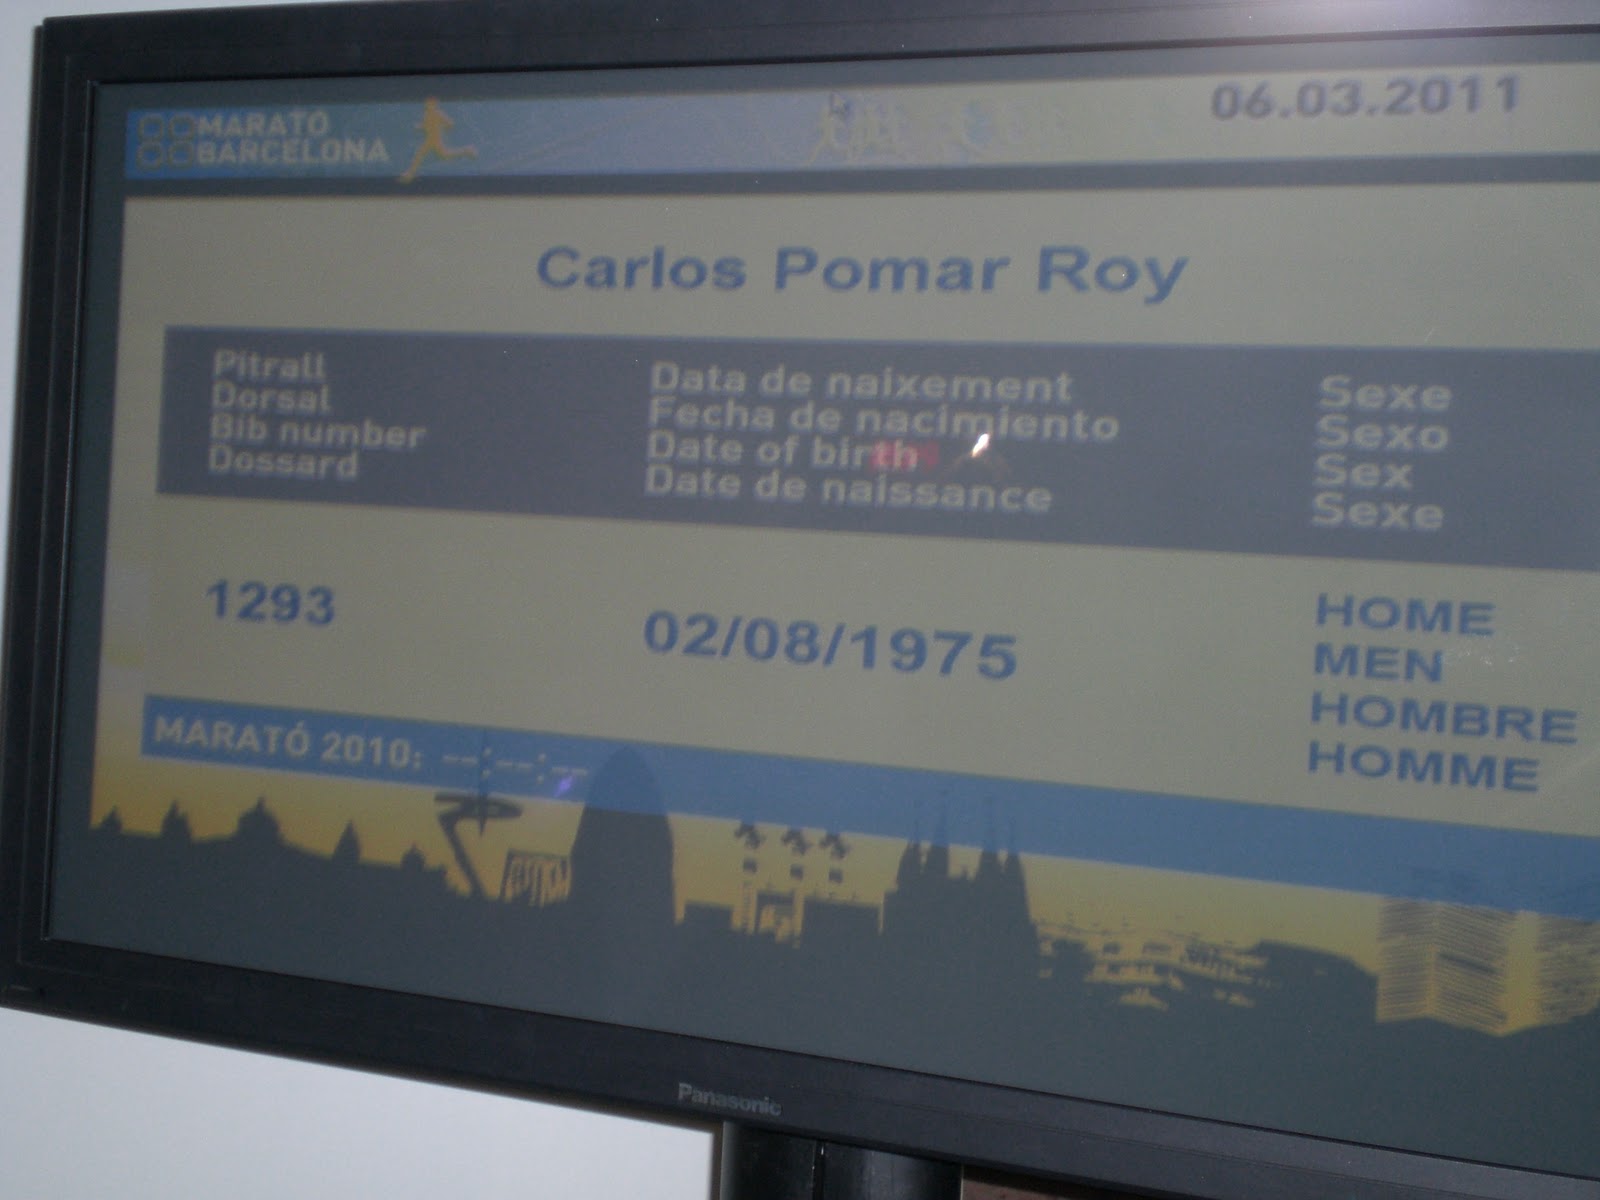 MARATÓ
BARCELONA
06.03.2011
Carlos Pomar Roy
Pitrall
Dorsal
Bib number
Dossard
Data de naixement
Fecha de nacimiento
Date of birth
Date de naissance
Sexe
Sexo
Sex
Sexe
1293
02/08/1975
HOME
MEN
HOMBRE
HOMME
MARATÓ 2010: --:--:--
Panasonic